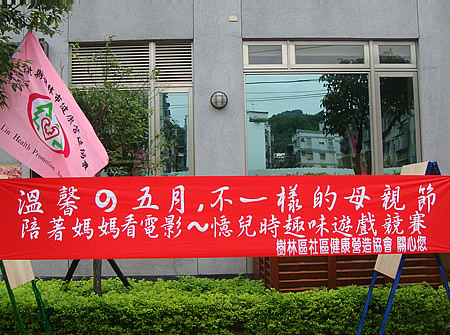 溫馨の五月,不一樣的母親節
陪著媽媽看電影～憶兒時趣味遊戲競賽
樹林區社區健康營造協會 關心您
Lin Health Promotion